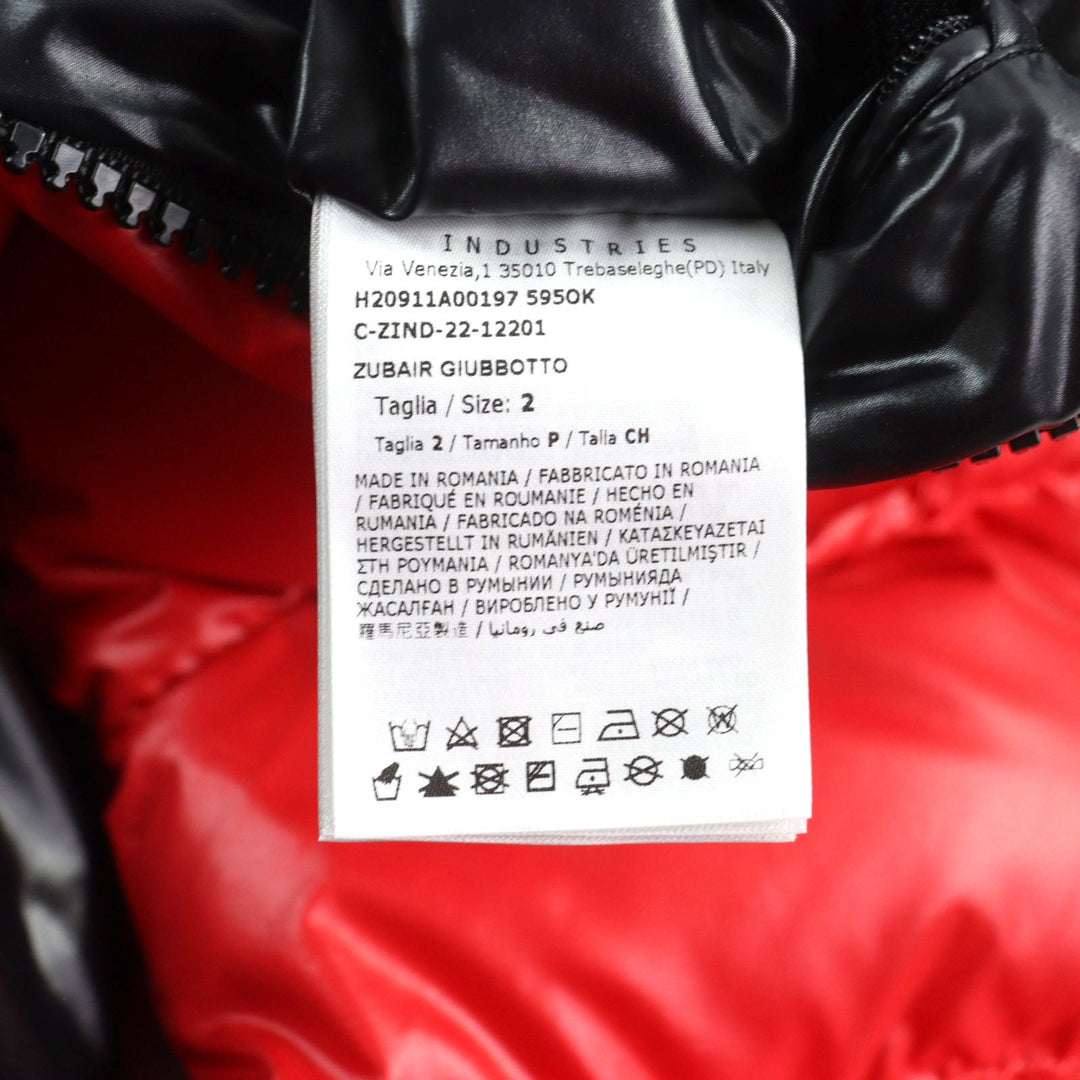 INDUSTRIES
Via Venezia,1 35010 Trebaseleghe(PD) Italy
H20911A00197 595OK
C-ZIND-22-12201
ZUBAIR GIUBBOTTO
Taglia / Size: 2
Taglia 2 / Tamanho P / Talla CH
MADE IN ROMANIA / FABBRICATO IN ROMANIA
/ FABRIQUÉ EN ROUMANIE / HECHO EN
RUMANIA / FABRICADO NA ROMÉNIA /
HERGESTELLT IN RUMÄNIEN / ΚΑΤΑΣΚΕΥΑΖΕΤΑΙ
ΣΤΗ ΡΟΥΜΑΝΙΑ / ROMANYA'DA ÜRETILMIŞTIR /
СДЕЛАНО В РУМЫНИИ / РУМЫНИЯДА
ЖАСАЛҒАН / ВИРОБЛЕНО У РУМУНІЇ /
羅馬尼亞製造 / صنع في رومانيا